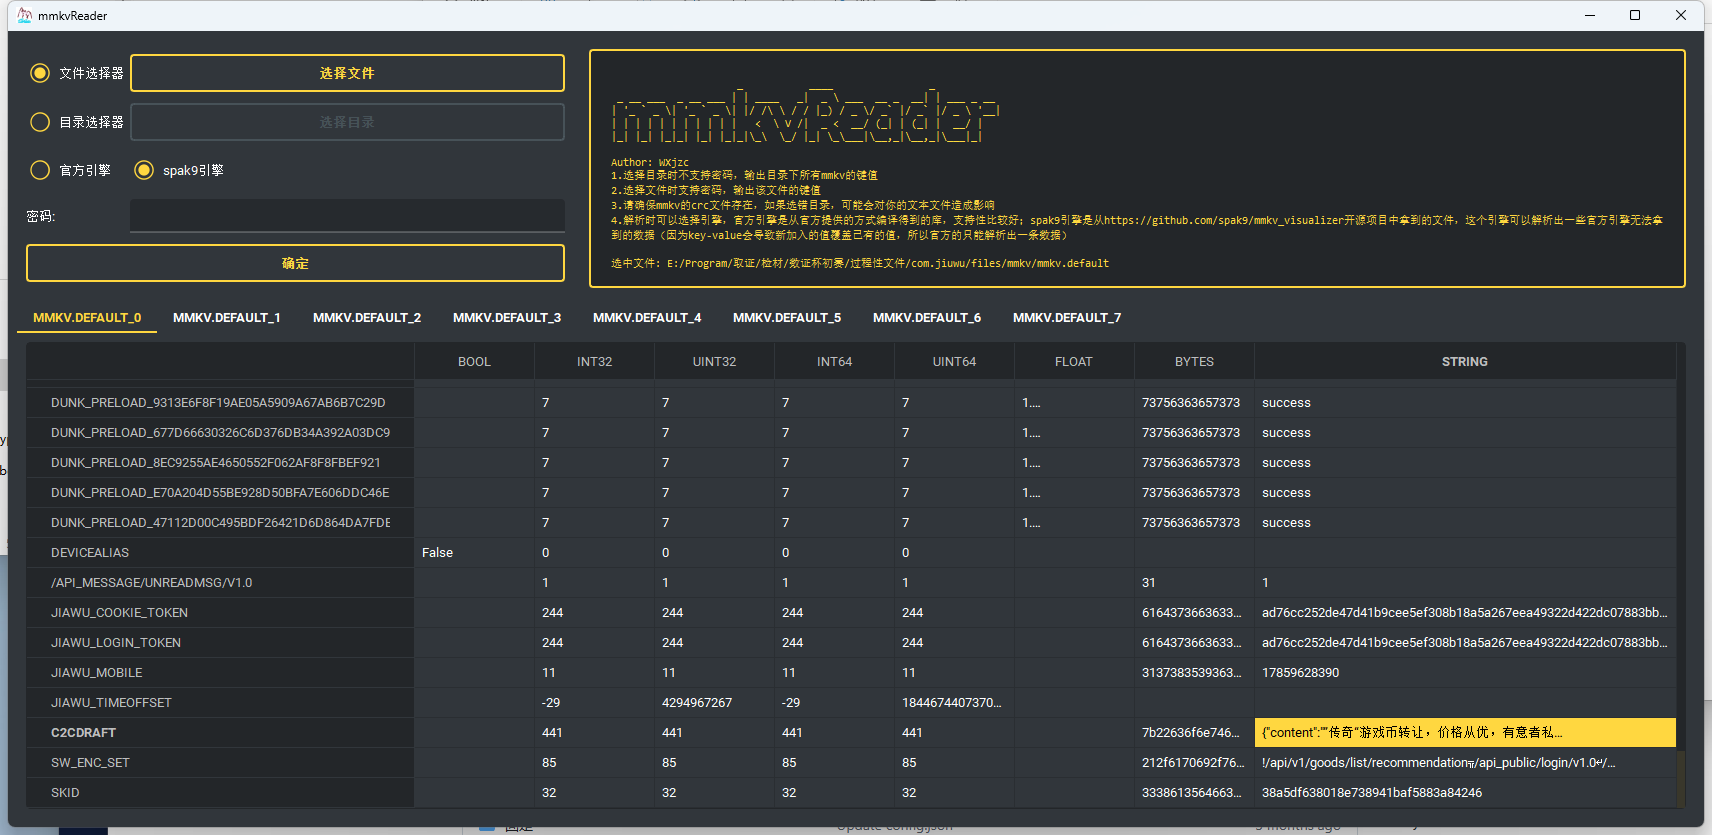 mmkvReader
文件选择器
选择文件
目录选择器
选择目录
官方引擎
spak9引擎
密码:
确定
mmkvReader
Author: WXjzc
1.选择目录时不支持密码，输出目录下所有mmkv的键值
2.选择文件时支持密码，输出该文件的键值
3.请确保mmkv的crc文件存在，如果选错目录，可能会对你的文本文件造成影响
4.解析时可以选择引擎，官方引擎是从官方提供的方式编译得到的库，支持性比较好；spak9引擎是从https://github.com/spak9/mmkv_visualizer开源项目中拿到的文件，这个引擎可以解析出一些官方引擎无法拿
到的数据（因为key-value会导致新加入的值覆盖已有的值，所以官方的只能解析出一条数据）
选中文件: E:/Program/取证/检材/数证杯初赛/过程性文件/com.jiuwu/files/mmkv/mmkv.default
MMKV.DEFAULT_0 MMKV.DEFAULT_1 MMKV.DEFAULT_2 MMKV.DEFAULT_3 MMKV.DEFAULT_4 MMKV.DEFAULT_5 MMKV.DEFAULT_6 MMKV.DEFAULT_7
BOOL INT32 UINT32 INT64 UINT64 FLOAT BYTES STRING
DUNK_PRELOAD_9313E6F8F19AE05A5909A67AB6B7C29D 7 7 7 7 1.... 73756363657373 success
DUNK_PRELOAD_677D66630326C6D376DB34A392A03DC9 7 7 7 7 1.... 73756363657373 success
DUNK_PRELOAD_8EC9255AE4650552F062AF8F8FBEF921 7 7 7 7 1.... 73756363657373 success
DUNK_PRELOAD_E70A204D55BE928D50BFA7E606DDC46E 7 7 7 7 1.... 73756363657373 success
DUNK_PRELOAD_47112D00C495BDF26421D6D864DA7FDE 7 7 7 7 1.... 73756363657373 success
DEVICEALIAS False 0 0 0 0
/API_MESSAGE/UNREADMSG/V1.0 1 1 1 1 31 1
JIAWU_COOKIE_TOKEN 244 244 244 244 6164373663633... ad76cc252de47d41b9cee5ef308b18a5a267eea49322d422dc07883bb...
JIAWU_LOGIN_TOKEN 244 244 244 244 6164373663633... ad76cc252de47d41b9cee5ef308b18a5a267eea49322d422dc07883bb...
JIAWU_MOBILE 11 11 11 11 3137383539363... 17859628390
JIAWU_TIMEOFFSET -29 4294967267 -29 1844674407370...
C2CDRAFT 441 441 441 441 7b22636f6e746... {"content":"“传奇”游戏币转让，价格从优，有意者私...
SW_ENC_SET 85 85 85 85 212f6170692f76... !/api/v1/goods/list/recommendation/api_public/login/v1.0/...
SKID 32 32 32 32 3338613564663... 38a5df638018e738941baf5883a84246